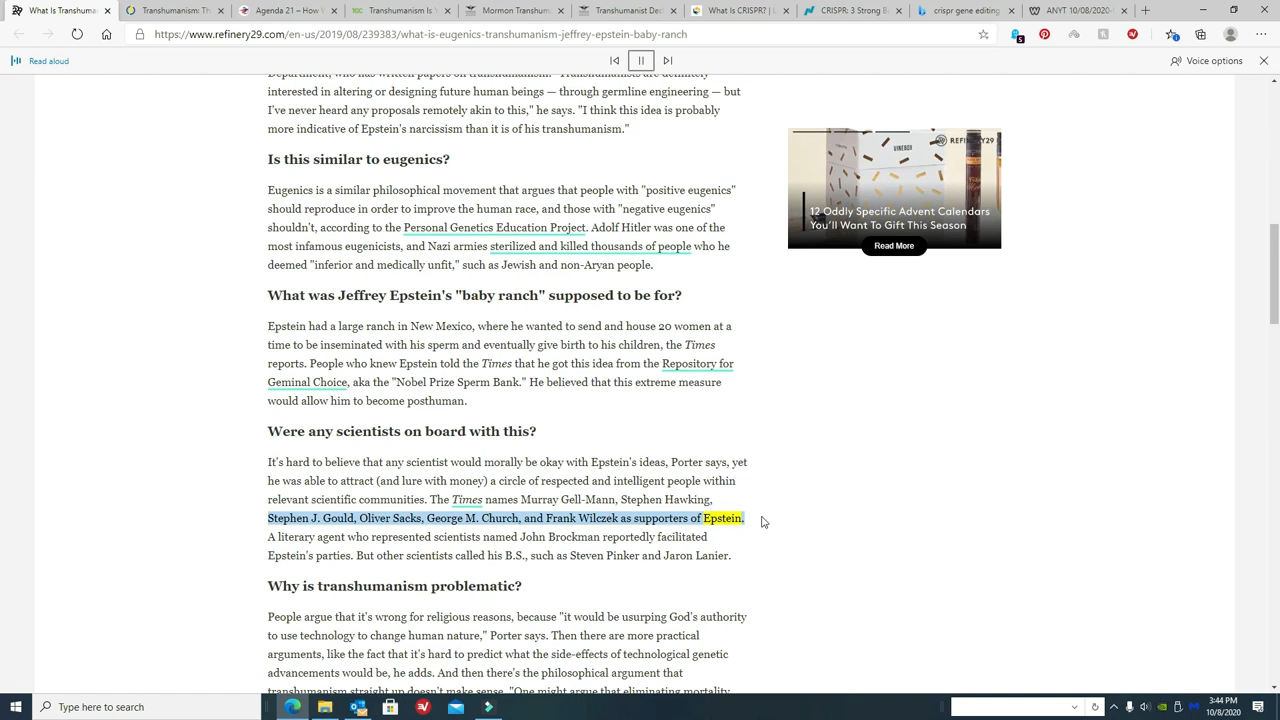 What Is Transhuman
Transhumanism: Th
Agenda 21 – How W
Transhumanism Is V
Mormon Transhuma
Transhumanist Decl
What Is CRISPR? |
CRISPR: 3 Strong B
crispr gene editing
ANYT 10/08/2020-
https://www.refinery29.com/en-us/2019/08/239383/what-is-eugenics-transhumanism-jeffrey-epstein-baby-ranch
Read aloud
Voice options
Department, who has written papers on transhumanism. "Transhumanists are definitely
interested in altering or designing future human beings — through germline engineering — but
I've never heard any proposals remotely akin to this," he says. "I think this idea is probably
more indicative of Epstein's narcissism than it is of his transhumanism."
Is this similar to eugenics?
Eugenics is a similar philosophical movement that argues that people with "positive eugenics"
should reproduce in order to improve the human race, and those with "negative eugenics"
shouldn't, according to the Personal Genetics Education Project. Adolf Hitler was one of the
most infamous eugenicists, and Nazi armies sterilized and killed thousands of people who he
deemed "inferior and medically unfit," such as Jewish and non-Aryan people.
What was Jeffrey Epstein's "baby ranch" supposed to be for?
Epstein had a large ranch in New Mexico, where he wanted to send and house 20 women at a
time to be inseminated with his sperm and eventually give birth to his children, the Times
reports. People who knew Epstein told the Times that he got this idea from the Repository for
Geminal Choice, aka the "Nobel Prize Sperm Bank." He believed that this extreme measure
would allow him to become posthuman.
Were any scientists on board with this?
It's hard to believe that any scientist would morally be okay with Epstein's ideas, Porter says, yet
he was able to attract (and lure with money) a circle of respected and intelligent people within
relevant scientific communities. The Times names Murray Gell-Mann, Stephen Hawking,
Stephen J. Gould, Oliver Sacks, George M. Church, and Frank Wilczek as supporters of Epstein.
A literary agent who represented scientists named John Brockman reportedly facilitated
Epstein's parties. But other scientists called his B.S., such as Steven Pinker and Jaron Lanier.
Why is transhumanism problematic?
People argue that it's wrong for religious reasons, because "it would be usurping God's authority
to use technology to change human nature," Porter says. Then there are more practical
arguments, like the fact that it's hard to predict what the side-effects of technological genetic
advancements would be, he adds. And then there's the philosophical argument that
transhumanism straight up doesn't make sense. "One might argue that eliminating mortality
VINEBOX
REFINERY29
12 Oddly Specific Advent Calendars
You'll Want To Gift This Season
Read More
Type here to search
3:44 PM
10/8/2020